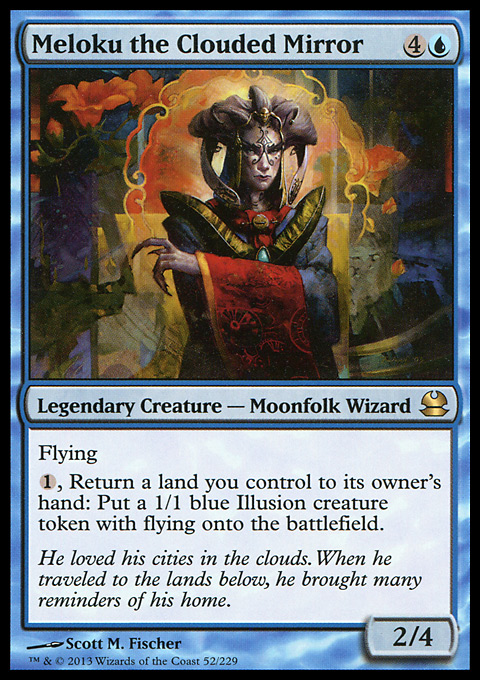 Meloku the Clouded Mirror 4
Legendary Creature — Moonfolk Wizard
Flying
1, Return a land you control to its owner's
hand: Put a 1/1 blue Illusion creature
token with flying onto the battlefield.
He loved his cities in the clouds. When he
traveled to the lands below, he brought many
reminders of his home.
2/4
Scott M. Fischer
™ & © 2013 Wizards of the Coast 52/229